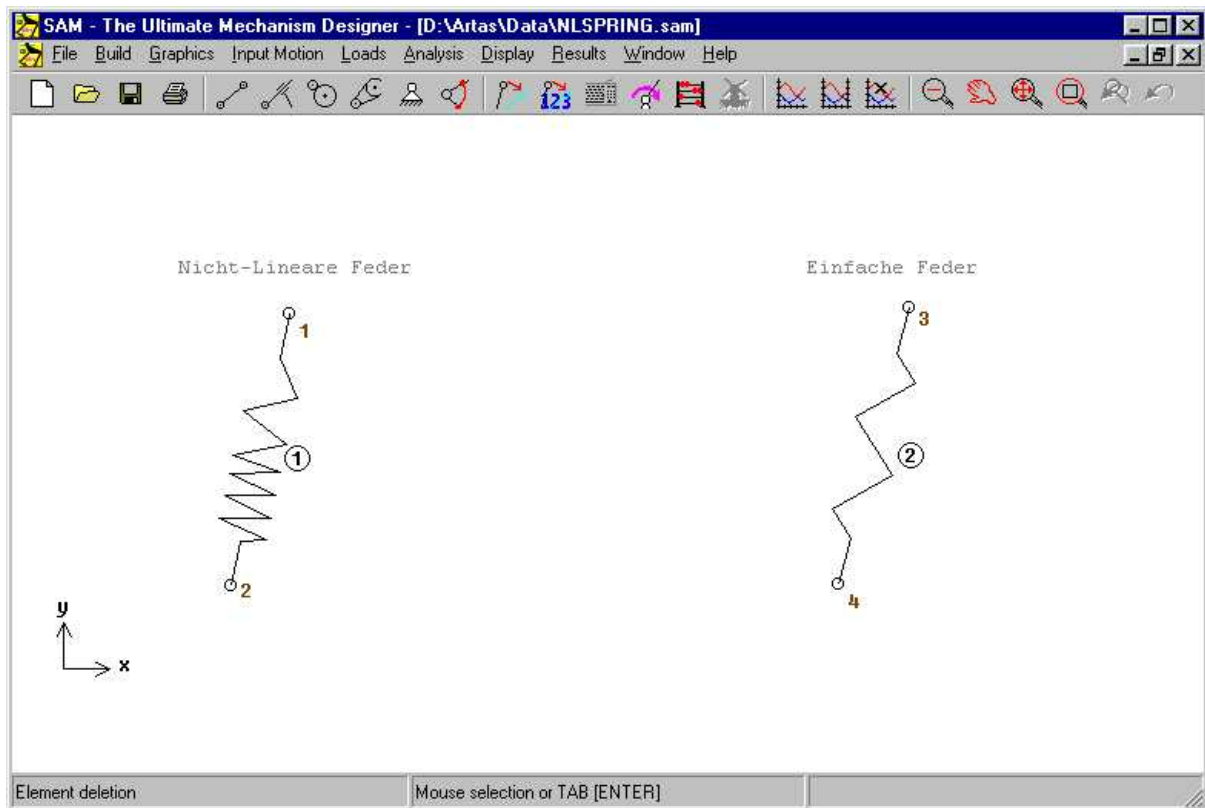 SAM - The Ultimate Mechanism Designer - [D:\Artas\Data\NLSPRING.sam]
File Build Graphics Input Motion Loads Analysis Display Results Window Help
123
Nicht-Lineare Feder
Einfache Feder
1
3
1
2
2
4
y
x
Element deletion
Mouse selection or TAB [ENTER]